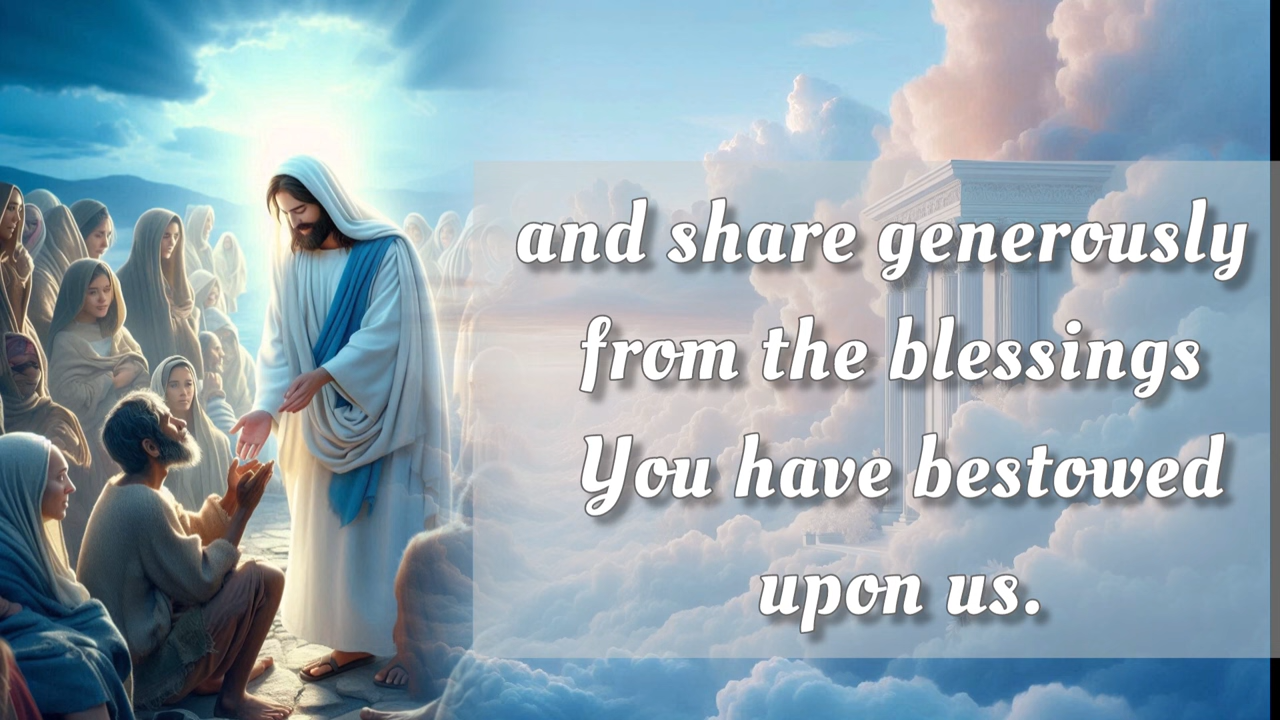 and share generously
from the blessings
You have bestowed
upon us.